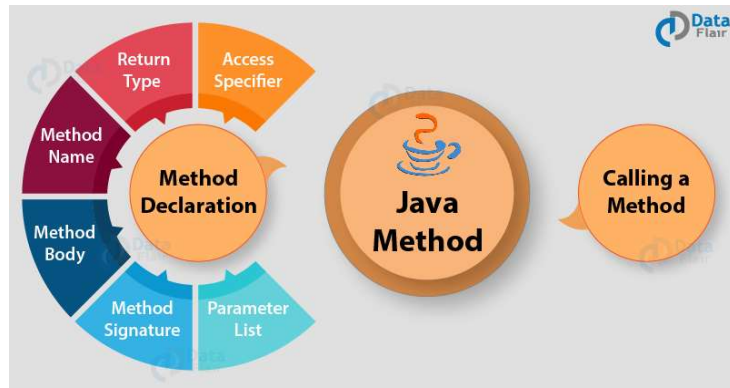 Data
Flair
Return
Type
Access
Specifier
Method
Name
Method
Declaration
Java
Method
Calling a
Method
Method
Body
Method
Signature
Parameter
List